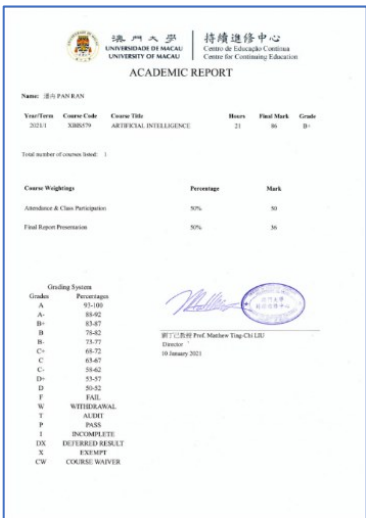 澳門大學
UNIVERSIDADE DE MACAU
UNIVERSITY OF MACAU
持續進修中心
Centro de Educação Contínua
Centre for Continuing Education
ACADEMIC REPORT
Name: PAN RAN
Year/Term Course Code Course Title Hours Final Mark Grade
2021/1 ARTIFICIAL INTELLIGENCE 21 86 B+
Total number of courses listed: 1
Course Weightings Percentage Mark
Attendance & Class Participation 50% 50
Final Report Presentation 50% 36
Grading System
Grades Percentages
A 93-100
A- 88-92
B+ 83-87
B 78-82
B- 73-77
C+ 68-72
C 63-67
C- 58-62
D+ 53-57
D 50-52
F FAIL
W WITHDRAWAL
T AUDIT
P PASS
I INCOMPLETE
DX DEFERRED RESULT
X EXEMPT
CW COURSE WAIVER
教授 Prof. Matthew Ting-Chi LIU
Director
10 January 2021